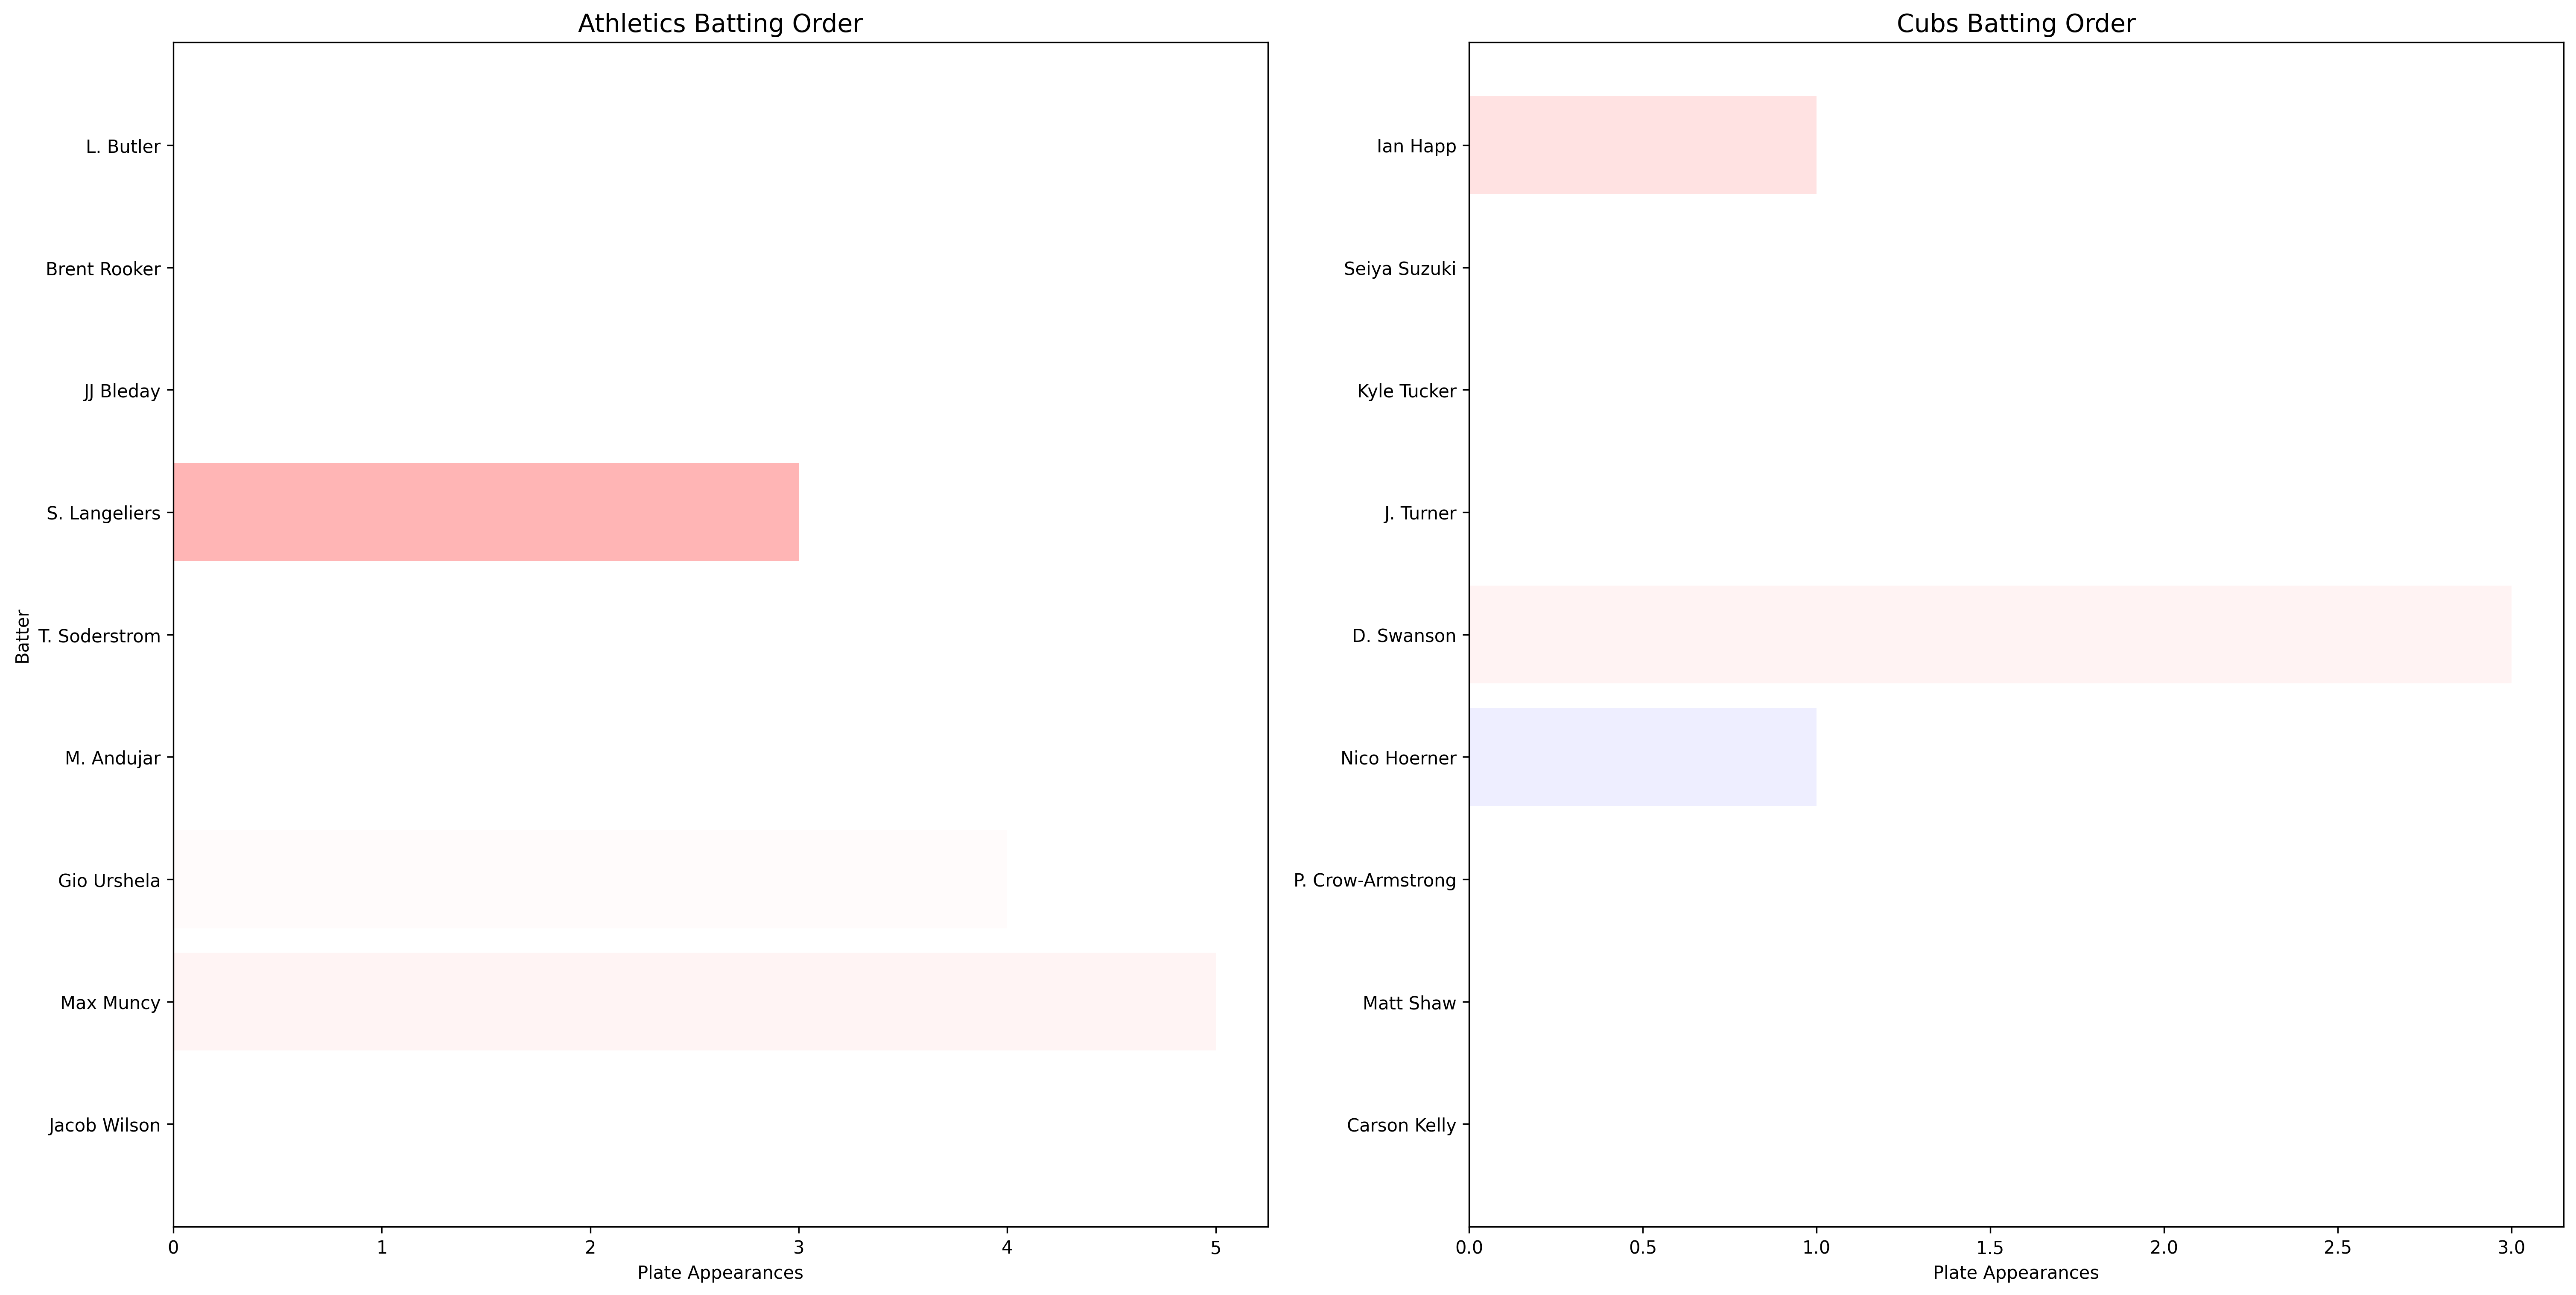 Athletics Batting Order
Batter
L. Butler
Brent Rooker
JJ Bleday
S. Langeliers
T. Soderstrom
M. Andujar
Gio Urshela
Max Muncy
Jacob Wilson
0 1 2 3 4 5
Plate Appearances
Cubs Batting Order
Ian Happ
Seiya Suzuki
Kyle Tucker
J. Turner
D. Swanson
Nico Hoerner
P. Crow-Armstrong
Matt Shaw
Carson Kelly
0.0 0.5 1.0 1.5 2.0 2.5 3.0
Plate Appearances